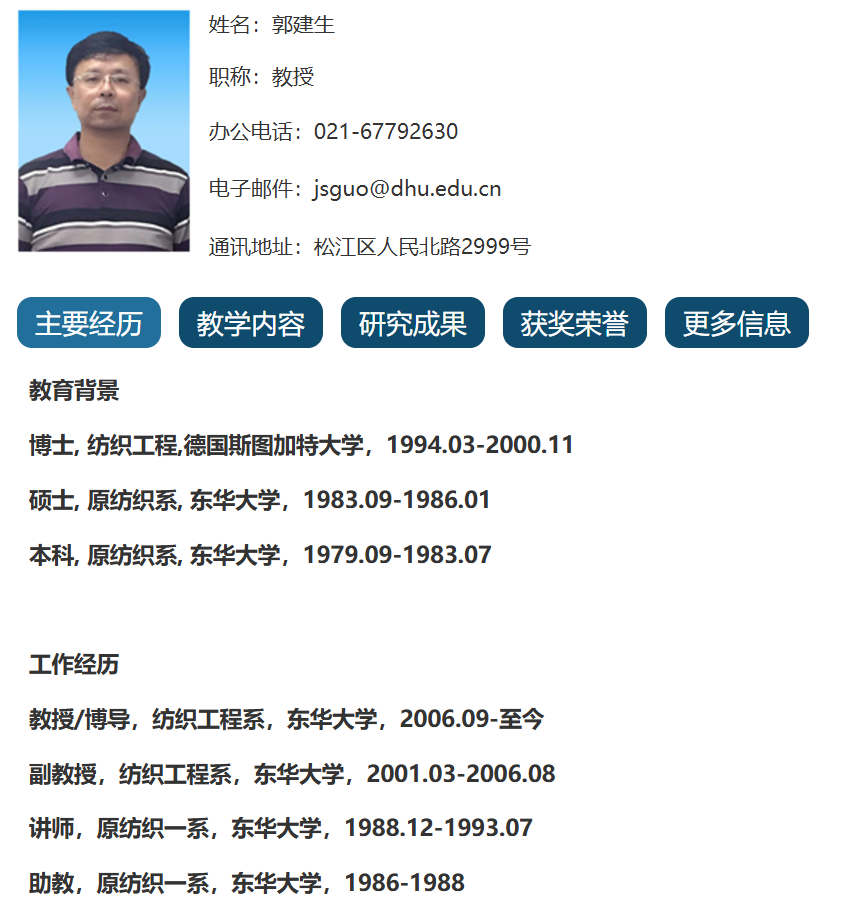 姓名：郭建生
职称：教授
办公电话：021-67792630
电子邮件：jsguo@dhu.edu.cn
通讯地址：松江区人民北路2999号
主要经历 教学内容 研究成果 获奖荣誉 更多信息
教育背景
博士, 纺织工程,德国斯图加特大学，1994.03-2000.11
硕士, 原纺织系, 东华大学，1983.09-1986.01
本科, 原纺织系, 东华大学，1979.09-1983.07
工作经历
教授/博导，纺织工程系，东华大学，2006.09-至今
副教授，纺织工程系，东华大学，2001.03-2006.08
讲师，原纺织一系，东华大学，1988.12-1993.07
助教，原纺织一系，东华大学，1986-1988